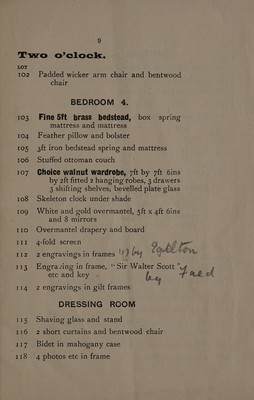 9
Two o'clock.
LOT
102 Padded wicker arm chair and bentwood
chair
BEDROOM 4.
103 Fine 5ft brass bedstead, box spring
mattress and mattress
104 Feather pillow and bolster
105 3ft iron bedstead spring and mattress
106 Stuffed ottoman couch
107 Choice walnut wardrobe, 7ft by 7ft 6ins
by 2ft fitted 2 hanging robes, 3 drawers
3 shifting shelves, bevelled plate glass
108 Skeleton clock under shade
109 White and gold overmantel, 5ft x 4ft 6ins
and 8 mirrors
110 Overmantel drapery and board
111 4-fold screen
112 2 engravings in frames by
113 Engraving in frame, "Sir Walter Scott"
etc and key by Faed
114 2 engravings in gilt frames
DRESSING ROOM
115 Shaving glass and stand
116 2 short curtains and bentwood chair
117 Bidet in mahogany case
118 4 photos etc in frame